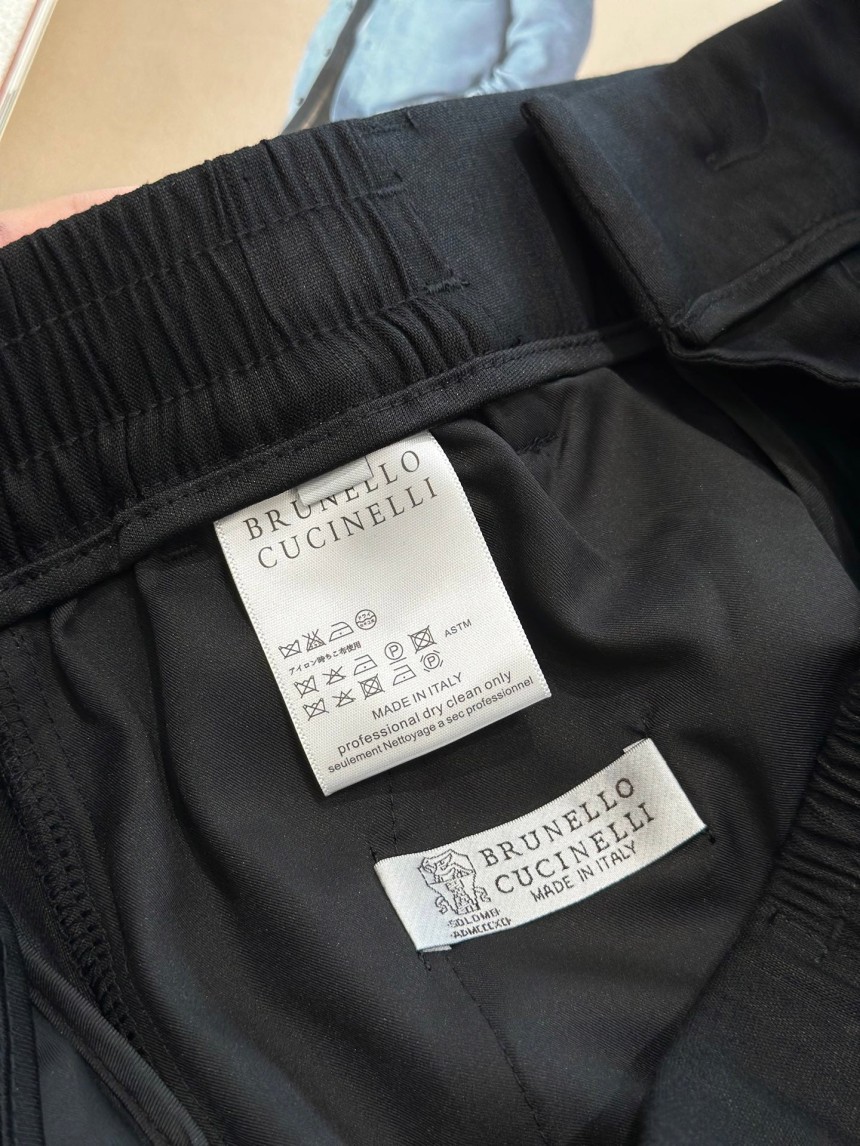 BRUNELLO
CUCINELLI
アイロン時あて布使用
ASTM
MADE IN ITALY
professional dry clean only
seulement Nettoyage a sec professionnel
BRUNELLO
CUCINELLI
MADE IN ITALY
SOLOMEI